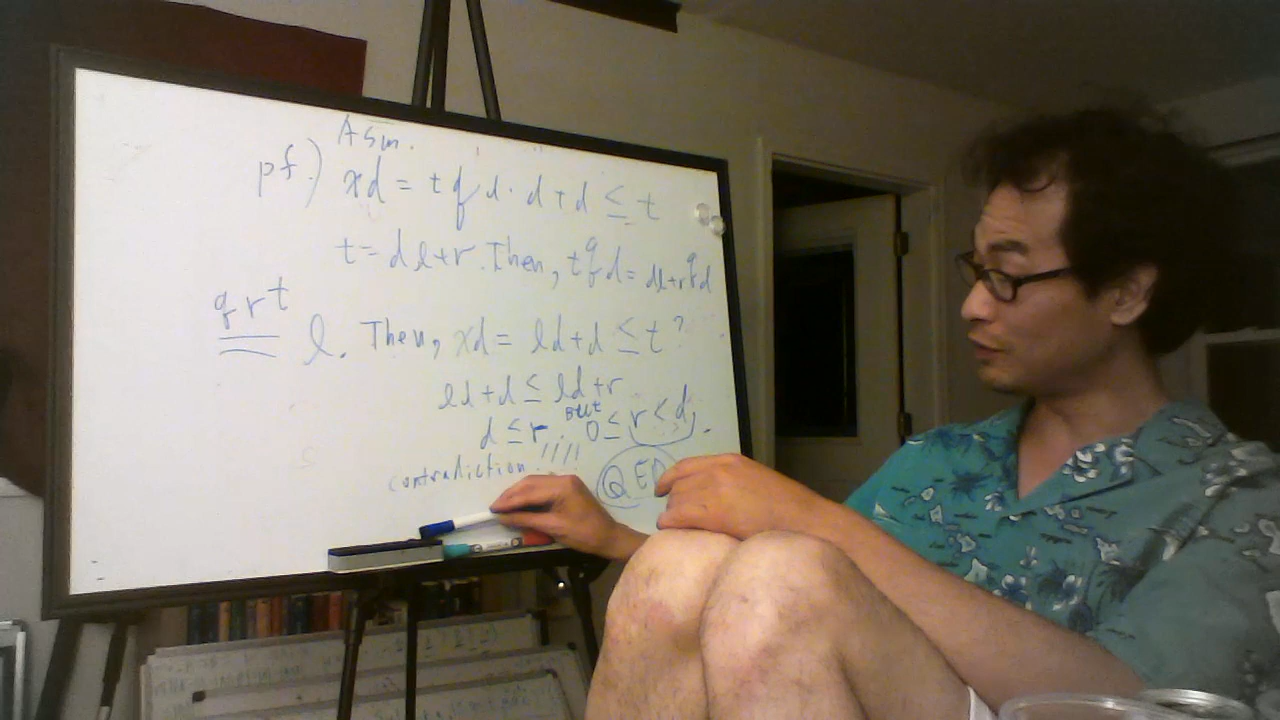 Asm.
pf.) xd = t q d · d + d ≤ t
t = dl + r. Then, t q d = dl + r q d
q r t
l. Then, xd = ld + d ≤ t?
ld + d ≤ ld + r
d ≤ r. But 0 ≤ r < d.
contradiction !!!!
QED